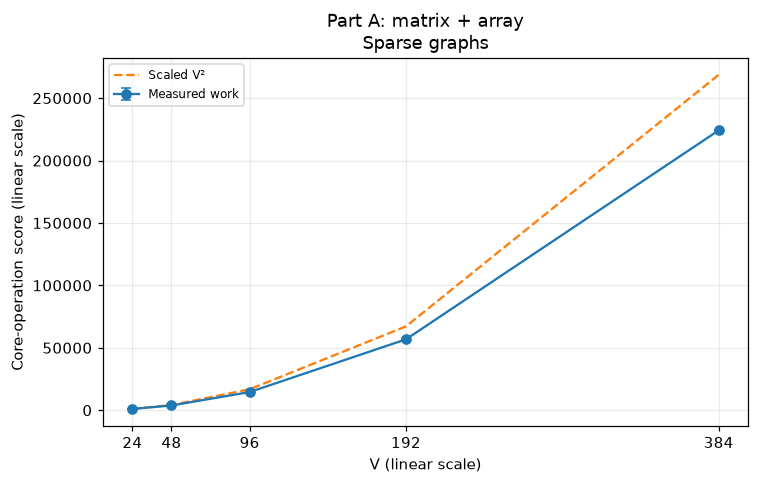 Part A: matrix + array
Sparse graphs
Scaled V²
Measured work
Core-operation score (linear scale)
250000
200000
150000
100000
50000
0
24 48 96 192 384
V (linear scale)